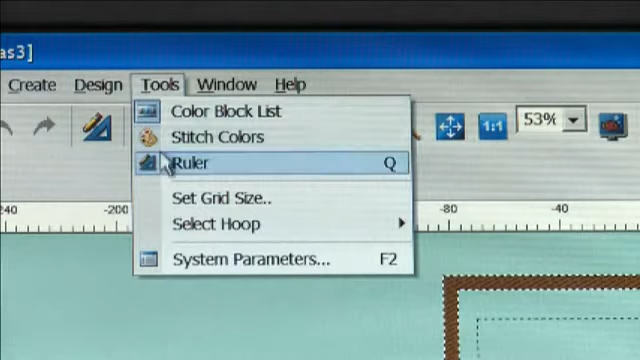 as3]
Create Design Tools Window Help
Color Block List
Stitch Colors
1:1
53%
Ruler Q
Set Grid Size..
240 -200 -80 -40
Select Hoop
System Parameters... F2